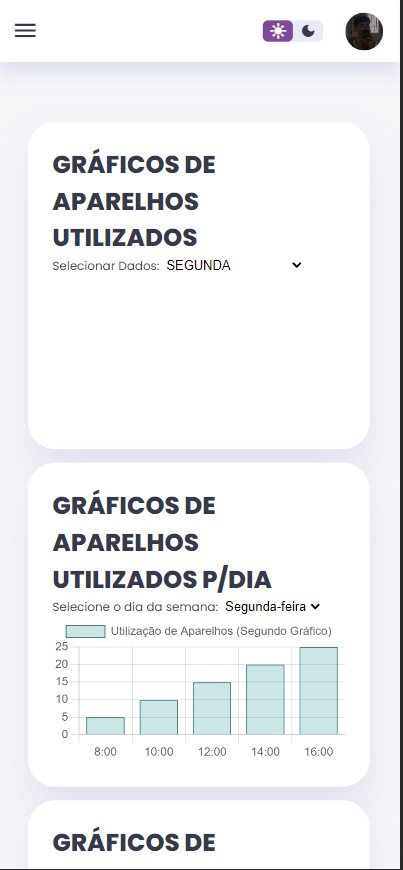 GRÁFICOS DE
APARELHOS
UTILIZADOS
Selecionar Dados: SEGUNDA
GRÁFICOS DE
APARELHOS
UTILIZADOS P/DIA
Selecione o dia da semana: Segunda-feira
Utilização de Aparelhos (Segundo Gráfico)
25
20
15
10
5
0
8:00 10:00 12:00 14:00 16:00
GRÁFICOS DE